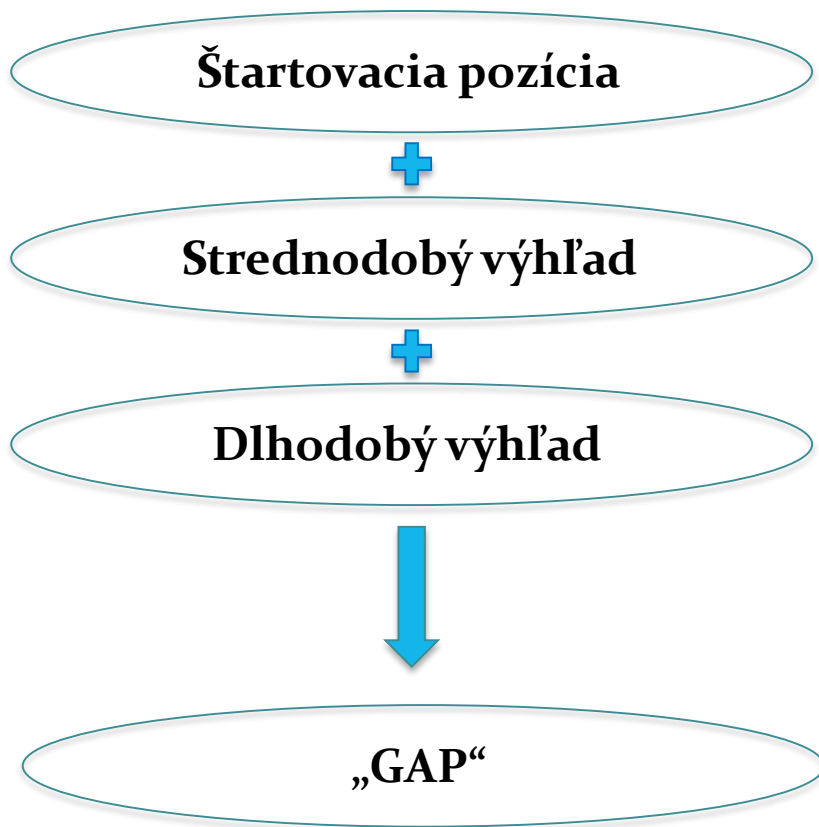 Štartovacia pozícia
Strednodobý výhľad
Dlhodobý výhľad
„GAP“